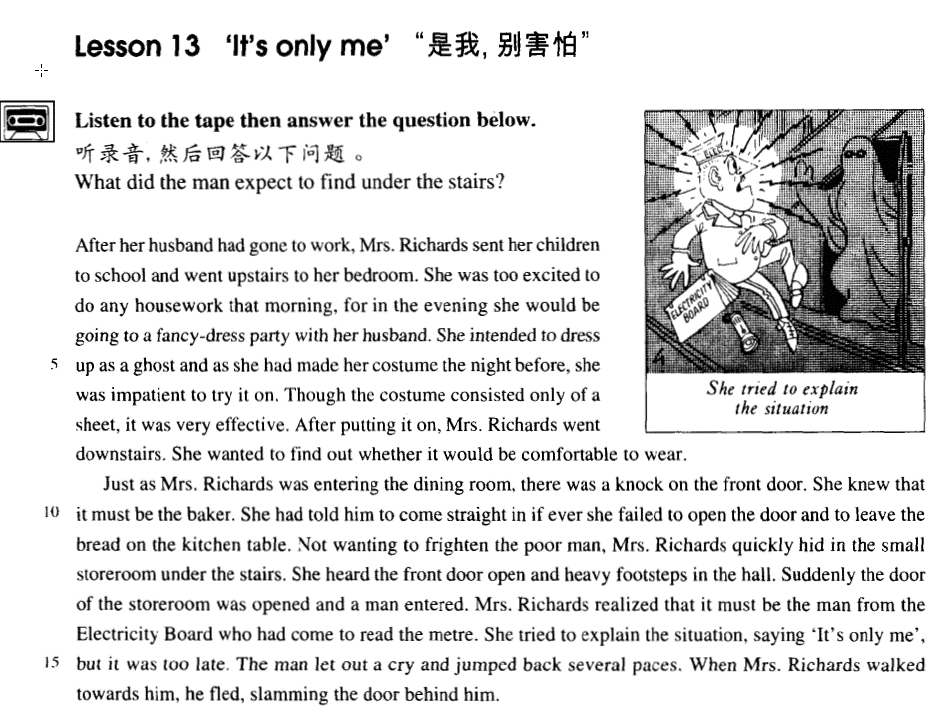 Lesson 13 ‘It's only me’ “是我，别害怕”
Listen to the tape then answer the question below.
听录音，然后回答以下问题。
What did the man expect to find under the stairs?
After her husband had gone to work, Mrs. Richards sent her children
to school and went upstairs to her bedroom. She was too excited to
do any housework that morning, for in the evening she would be
going to a fancy-dress party with her husband. She intended to dress
5 up as a ghost and as she had made her costume the night before, she
was impatient to try it on. Though the costume consisted only of a
sheet, it was very effective. After putting it on, Mrs. Richards went
downstairs. She wanted to find out whether it would be comfortable to wear.
Just as Mrs. Richards was entering the dining room, there was a knock on the front door. She knew that
10 it must be the baker. She had told him to come straight in if ever she failed to open the door and to leave the
bread on the kitchen table. Not wanting to frighten the poor man, Mrs. Richards quickly hid in the small
storeroom under the stairs. She heard the front door open and heavy footsteps in the hall. Suddenly the door
of the storeroom was opened and a man entered. Mrs. Richards realized that it must be the man from the
Electricity Board who had come to read the metre. She tried to explain the situation, saying ‘It's only me’,
15 but it was too late. The man let out a cry and jumped back several paces. When Mrs. Richards walked
towards him, he fled, slamming the door behind him.
ELEC
ELECTRICITY
BOARD
She tried to explain
the situation